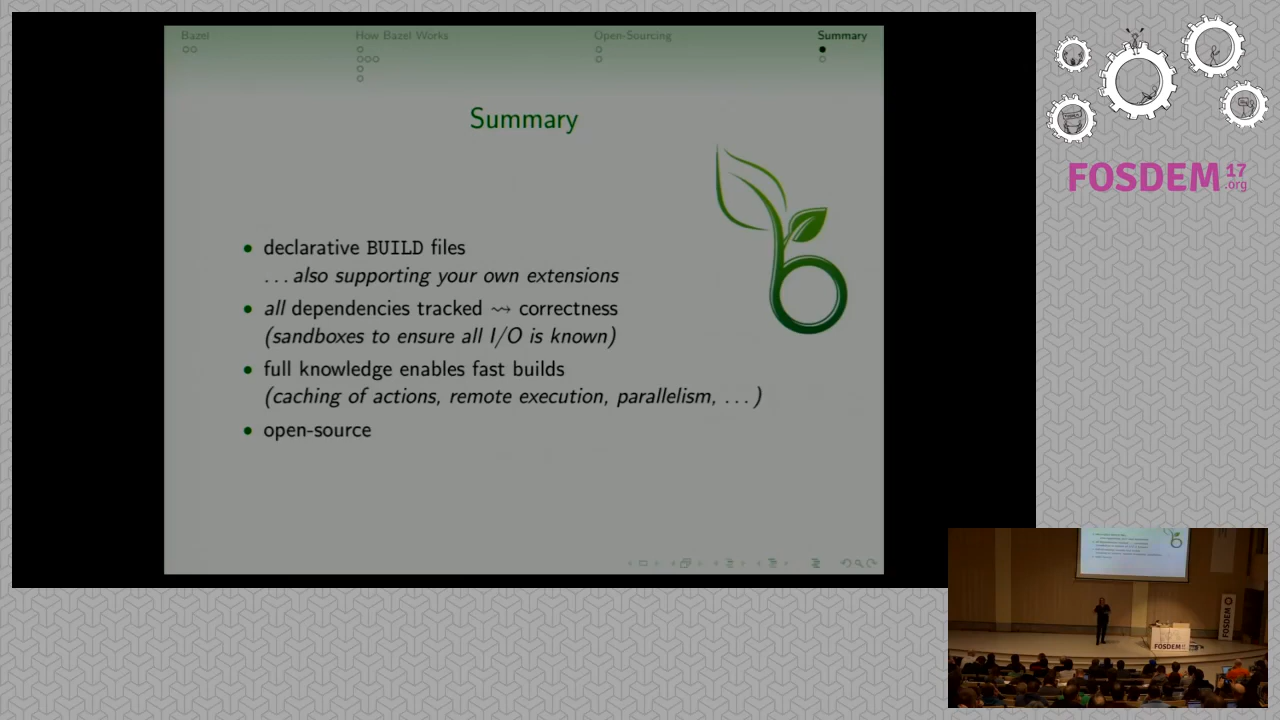 Bazel
How Bazel Works
Open-Sourcing
Summary
Summary
• declarative BUILD files
... also supporting your own extensions
• all dependencies tracked ⇝ correctness
(sandboxes to ensure all I/O is known)
• full knowledge enables fast builds
(caching of actions, remote execution, parallelism, ... )
• open-source
FOSDEM 17
.org
FOSDEM
FOSDEM